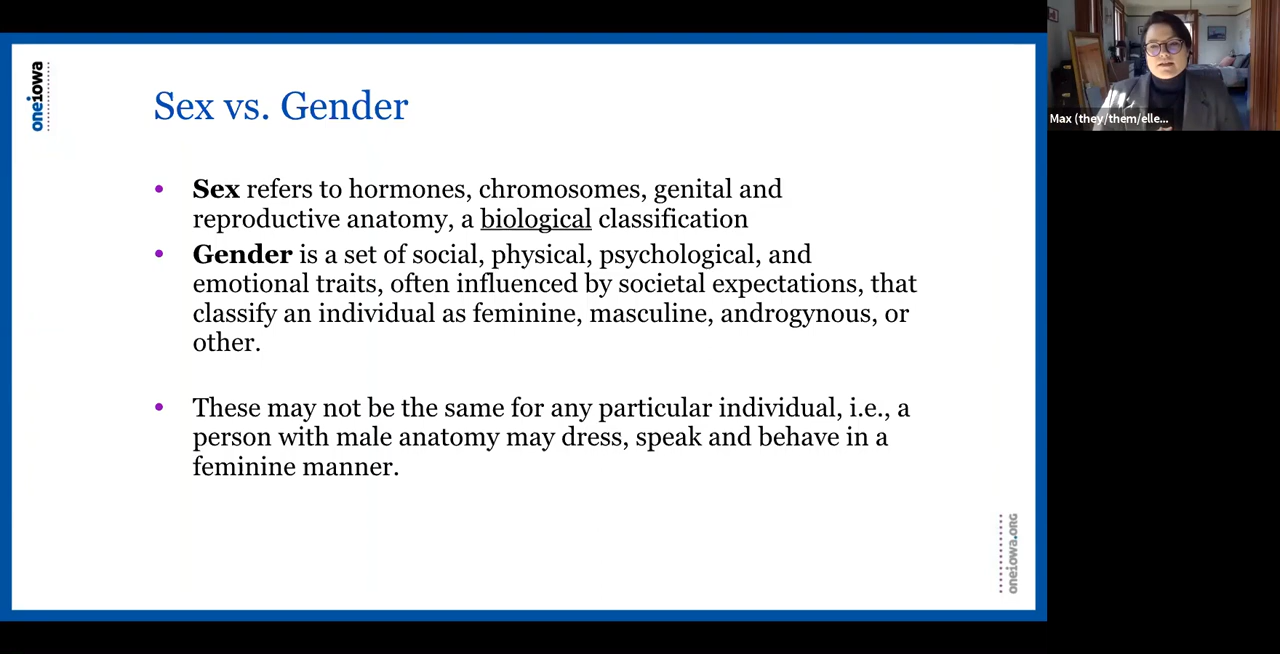 oneiowa
Sex vs. Gender
• Sex refers to hormones, chromosomes, genital and
reproductive anatomy, a biological classification
• Gender is a set of social, physical, psychological, and
emotional traits, often influenced by societal expectations, that
classify an individual as feminine, masculine, androgynous, or
other.
• These may not be the same for any particular individual, i.e., a
person with male anatomy may dress, speak and behave in a
feminine manner.
oneiowa.ORG
Max (they/them/elle...